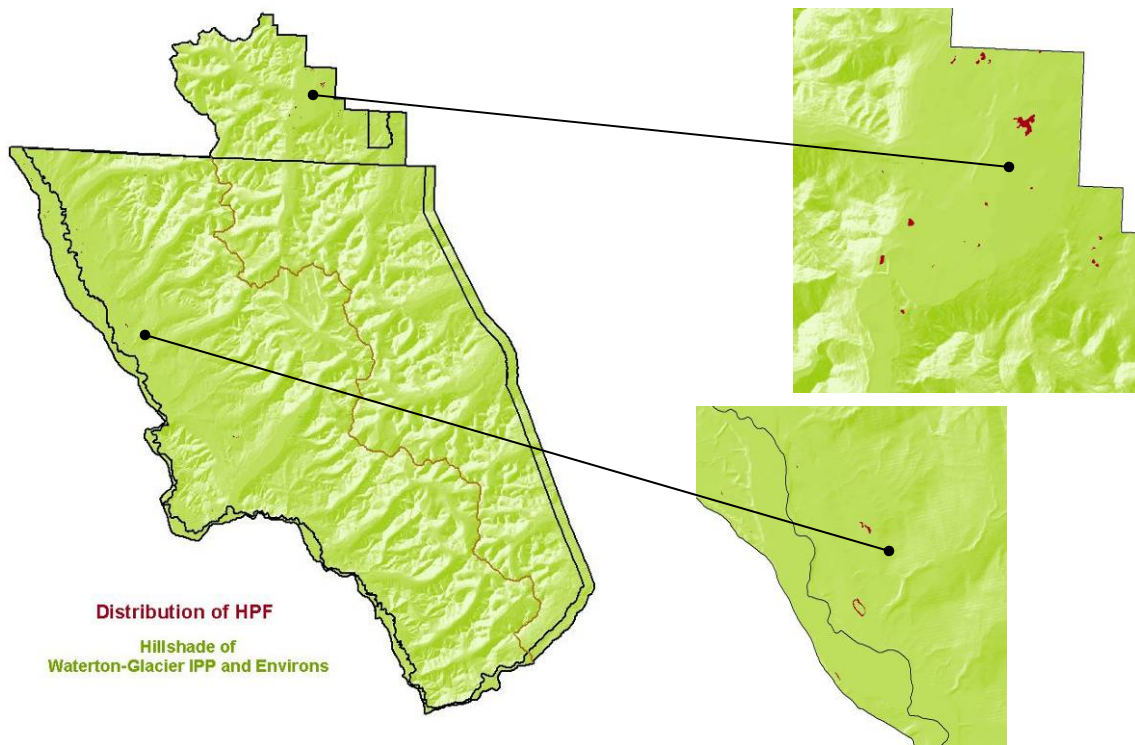 Distribution of HPF
Hillshade of
Waterton-Glacier IPP and Environs